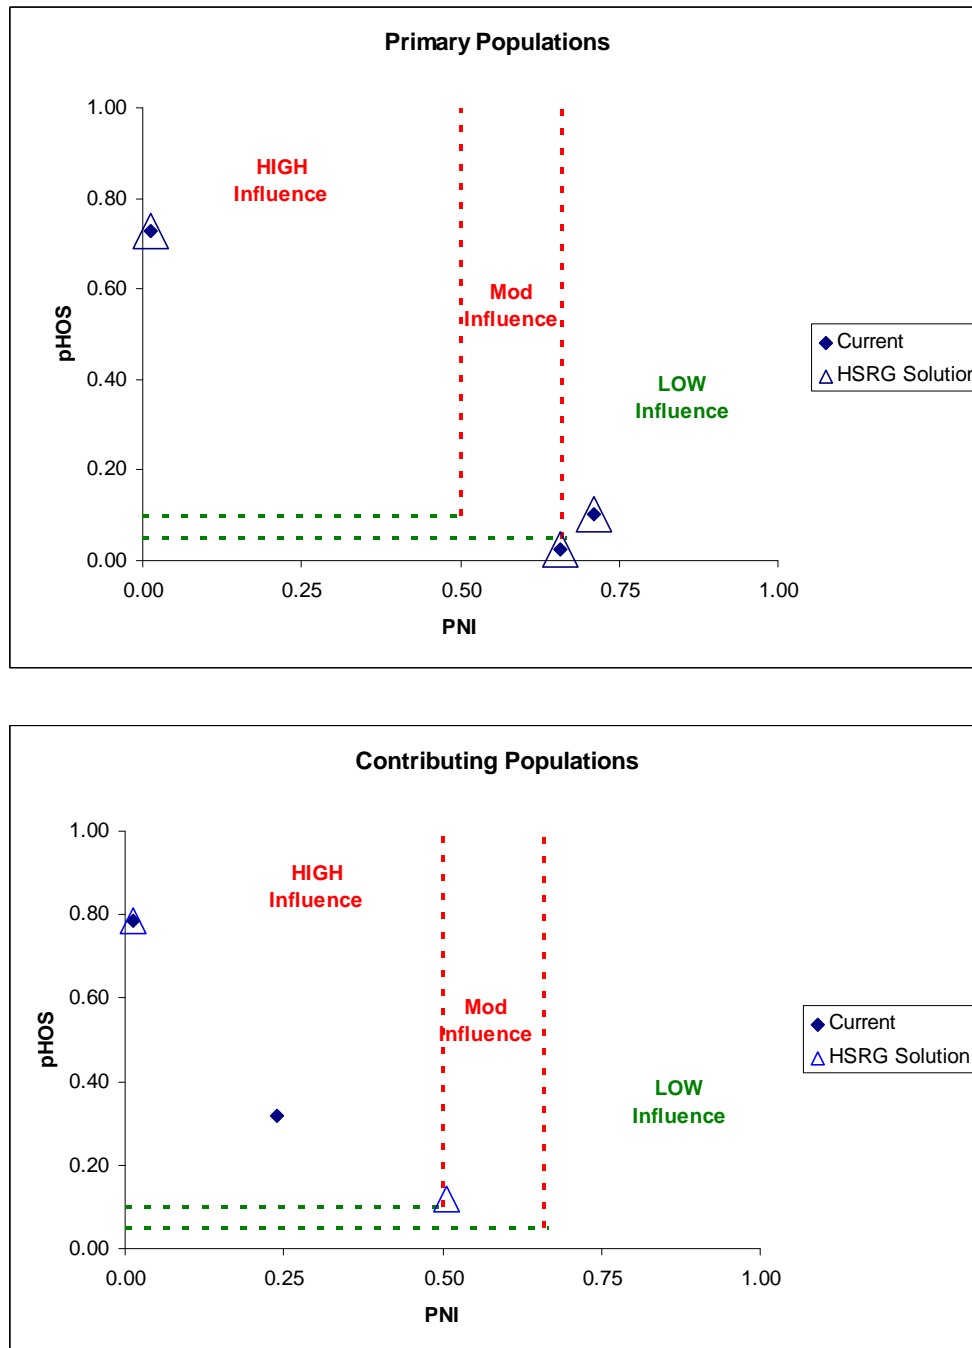 Primary Populations
1.00
HIGH
Influence
0.80
0.60
Mod
Influence
pHOS
Current
HSRG Solution
0.40
LOW
Influence
0.20
0.00
0.00 0.25 0.50 0.75 1.00
PNI
Contributing Populations
1.00
HIGH
Influence
0.80
0.60
Mod
Influence
pHOS
Current
HSRG Solution
0.40
LOW
Influence
0.20
0.00
0.00 0.25 0.50 0.75 1.00
PNI